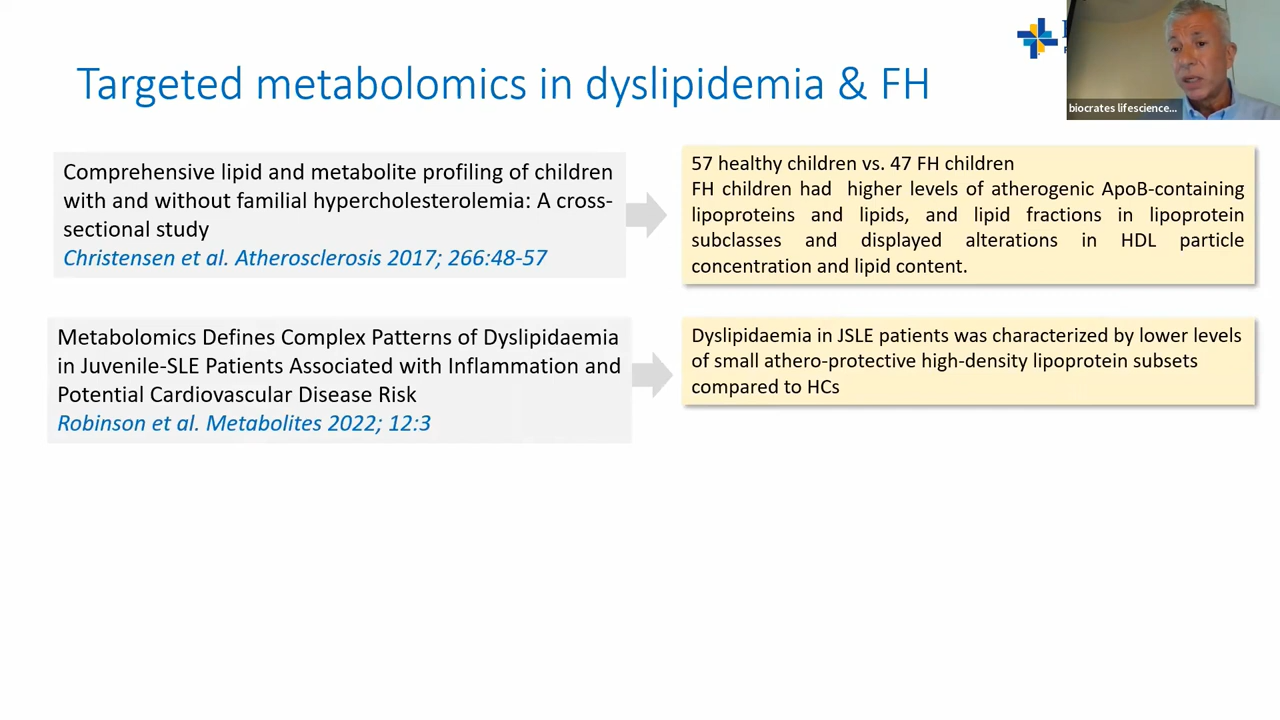 Targeted metabolomics in dyslipidemia & FH
biocrates lifescience...
Comprehensive lipid and metabolite profiling of children
with and without familial hypercholesterolemia: A cross-
sectional study
Christensen et al. Atherosclerosis 2017; 266:48-57
57 healthy children vs. 47 FH children
FH children had higher levels of atherogenic ApoB-containing
lipoproteins and lipids, and lipid fractions in lipoprotein
subclasses and displayed alterations in HDL particle
concentration and lipid content.
Metabolomics Defines Complex Patterns of Dyslipidaemia
in Juvenile-SLE Patients Associated with Inflammation and
Potential Cardiovascular Disease Risk
Robinson et al. Metabolites 2022; 12:3
Dyslipidaemia in JSLE patients was characterized by lower levels
of small athero-protective high-density lipoprotein subsets
compared to HCs